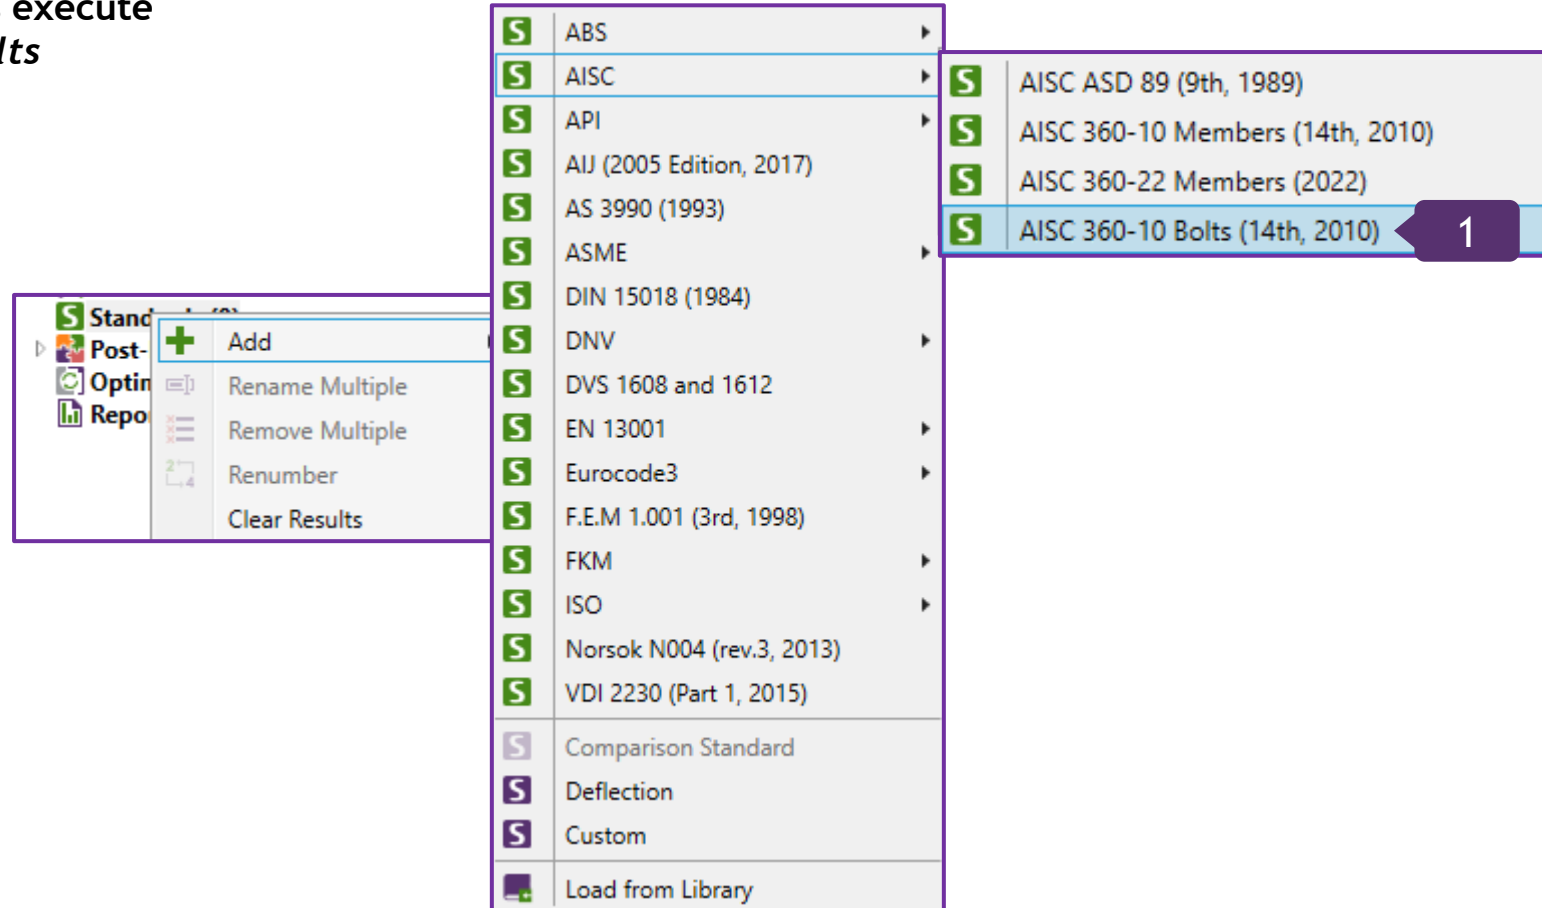 execute
lts
Standards (0)
Post-
Optim
Repo
Add
Rename Multiple
Remove Multiple
Renumber
Clear Results
ABS
AISC
API
AIJ (2005 Edition, 2017)
AS 3990 (1993)
ASME
DIN 15018 (1984)
DNV
DVS 1608 and 1612
EN 13001
Eurocode3
F.E.M 1.001 (3rd, 1998)
FKM
ISO
Norsok N004 (rev.3, 2013)
VDI 2230 (Part 1, 2015)
Comparison Standard
Deflection
Custom
Load from Library
AISC ASD 89 (9th, 1989)
AISC 360-10 Members (14th, 2010)
AISC 360-22 Members (2022)
AISC 360-10 Bolts (14th, 2010)
1